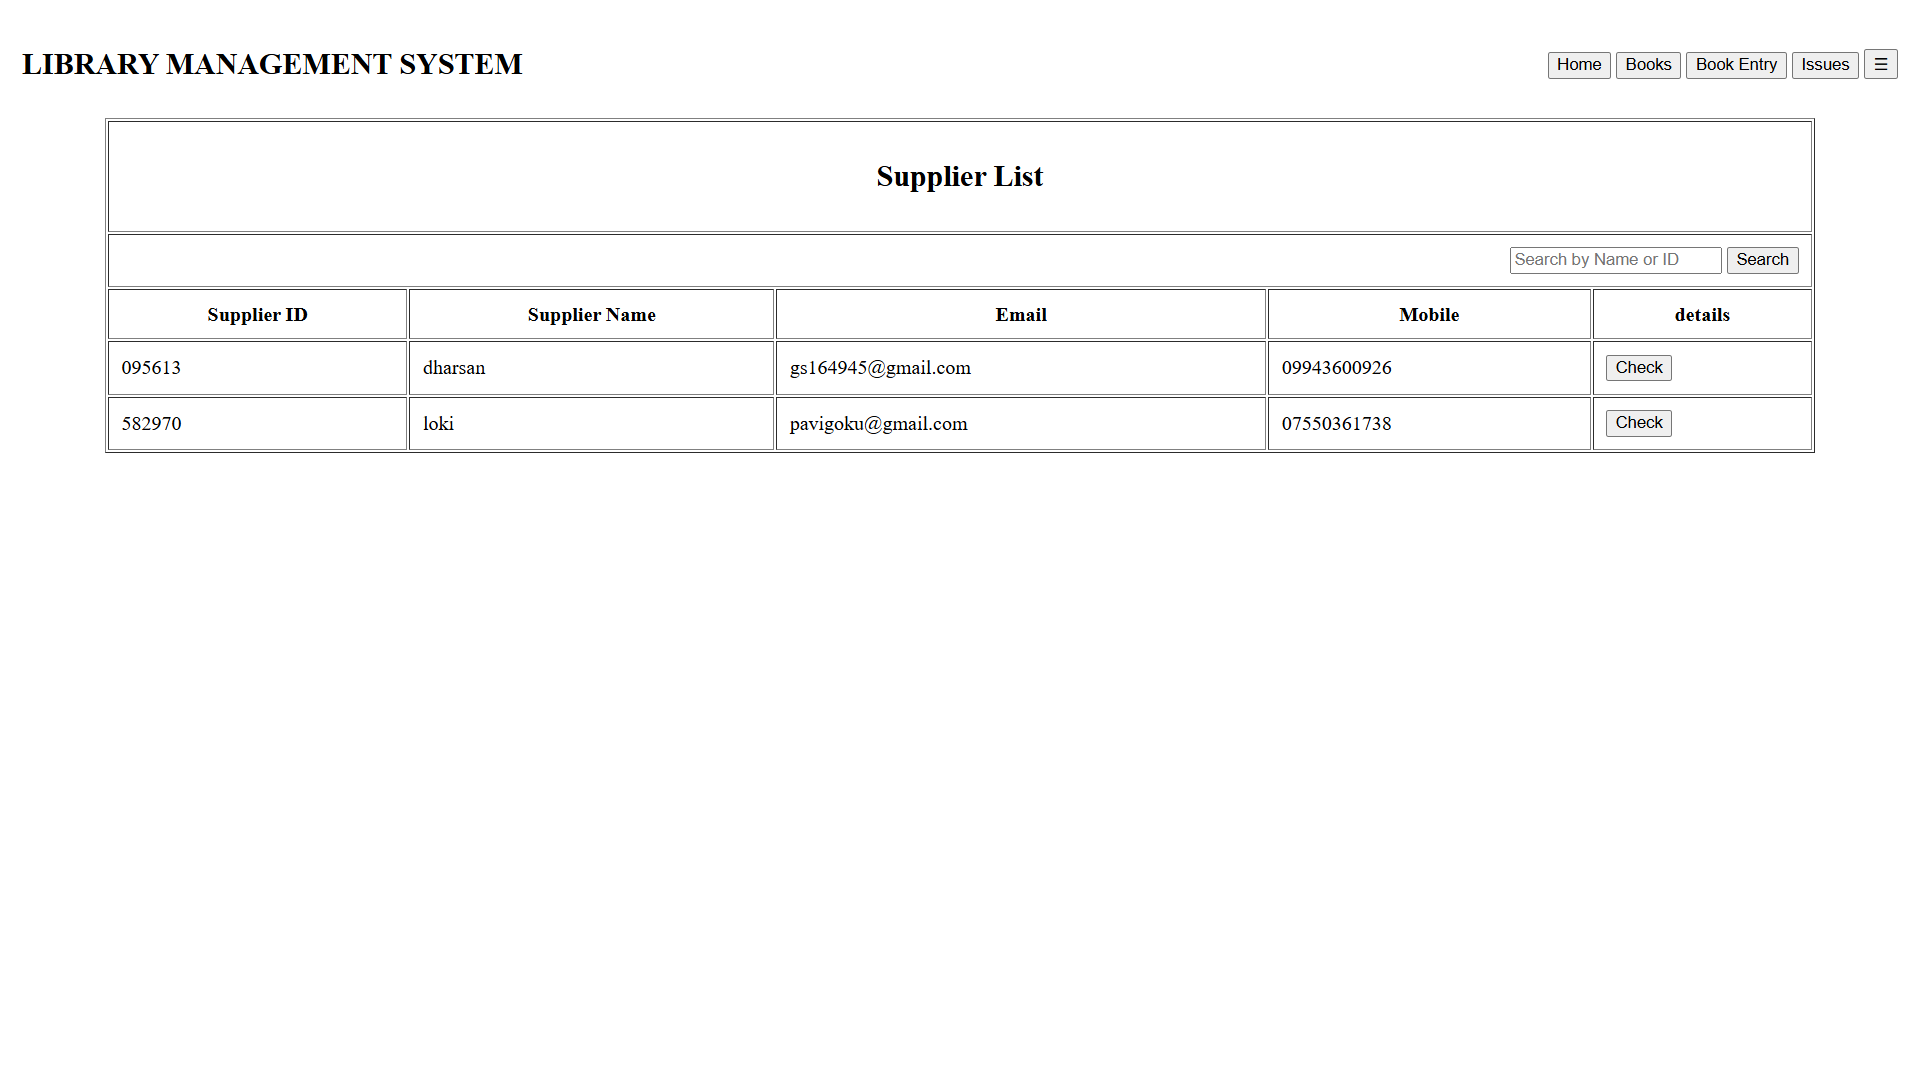 LIBRARY MANAGEMENT SYSTEM
Home Books Book Entry Issues ☰
Supplier List
Search by Name or ID Search
Supplier ID Supplier Name Email Mobile details
095613 dharsan gs164945@gmail.com 09943600926 Check
582970 loki pavigoku@gmail.com 07550361738 Check